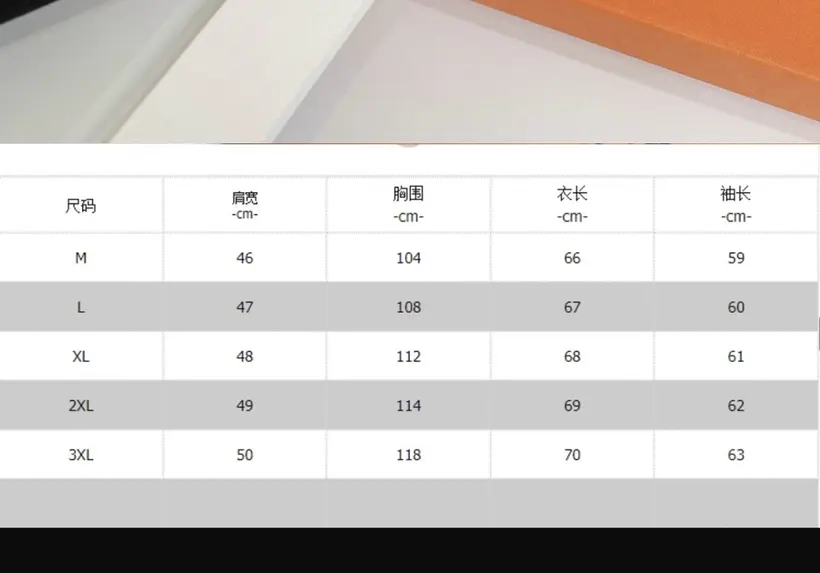 尺码 肩宽 胸围 衣长 袖长
-cm- -cm- -cm- -cm-
M 46 104 66 59
L 47 108 67 60
XL 48 112 68 61
2XL 49 114 69 62
3XL 50 118 70 63